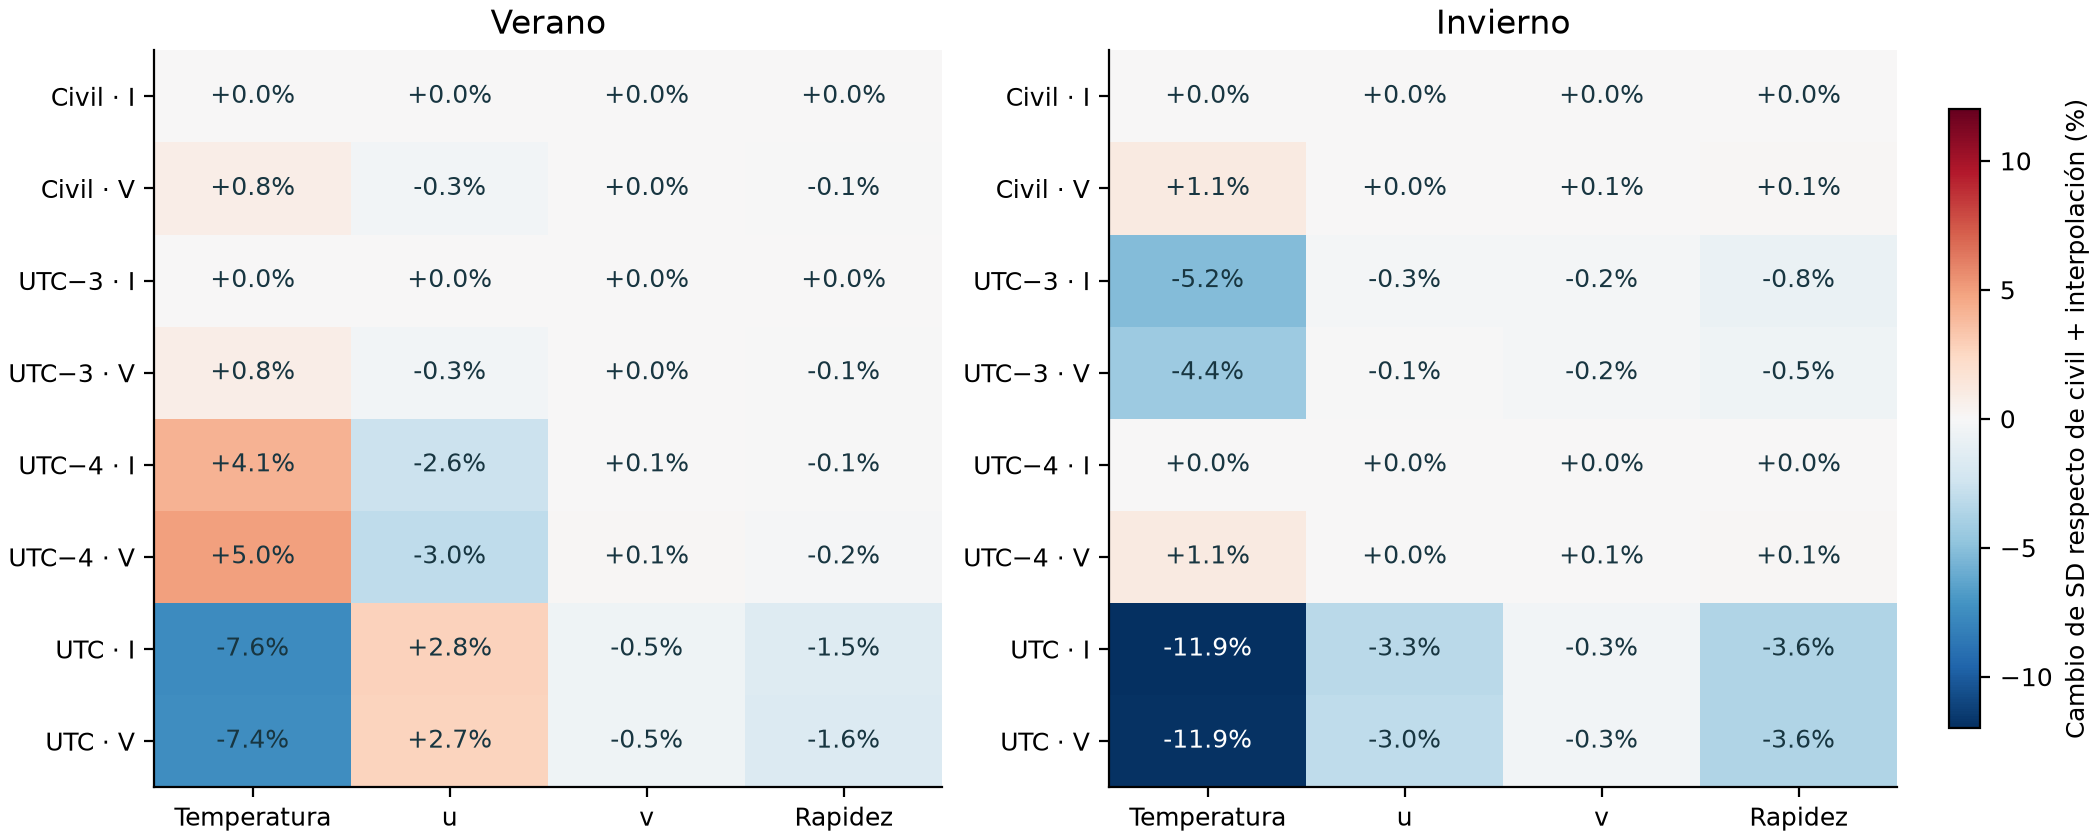 Verano
Civil · I +0.0% +0.0% +0.0% +0.0%
Civil · V +0.8% -0.3% +0.0% -0.1%
UTC−3 · I +0.0% +0.0% +0.0% +0.0%
UTC−3 · V +0.8% -0.3% +0.0% -0.1%
UTC−4 · I +4.1% -2.6% +0.1% -0.1%
UTC−4 · V +5.0% -3.0% +0.1% -0.2%
UTC · I -7.6% +2.8% -0.5% -1.5%
UTC · V -7.4% +2.7% -0.5% -1.6%
Temperatura u v Rapidez
Invierno
Civil · I +0.0% +0.0% +0.0% +0.0%
Civil · V +1.1% +0.0% +0.1% +0.1%
UTC−3 · I -5.2% -0.3% -0.2% -0.8%
UTC−3 · V -4.4% -0.1% -0.2% -0.5%
UTC−4 · I +0.0% +0.0% +0.0% +0.0%
UTC−4 · V +1.1% +0.0% +0.1% +0.1%
UTC · I -11.9% -3.3% -0.3% -3.6%
UTC · V -11.9% -3.0% -0.3% -3.6%
Temperatura u v Rapidez
10
5
0
−5
−10
Cambio de SD respecto de civil + interpolación (%)